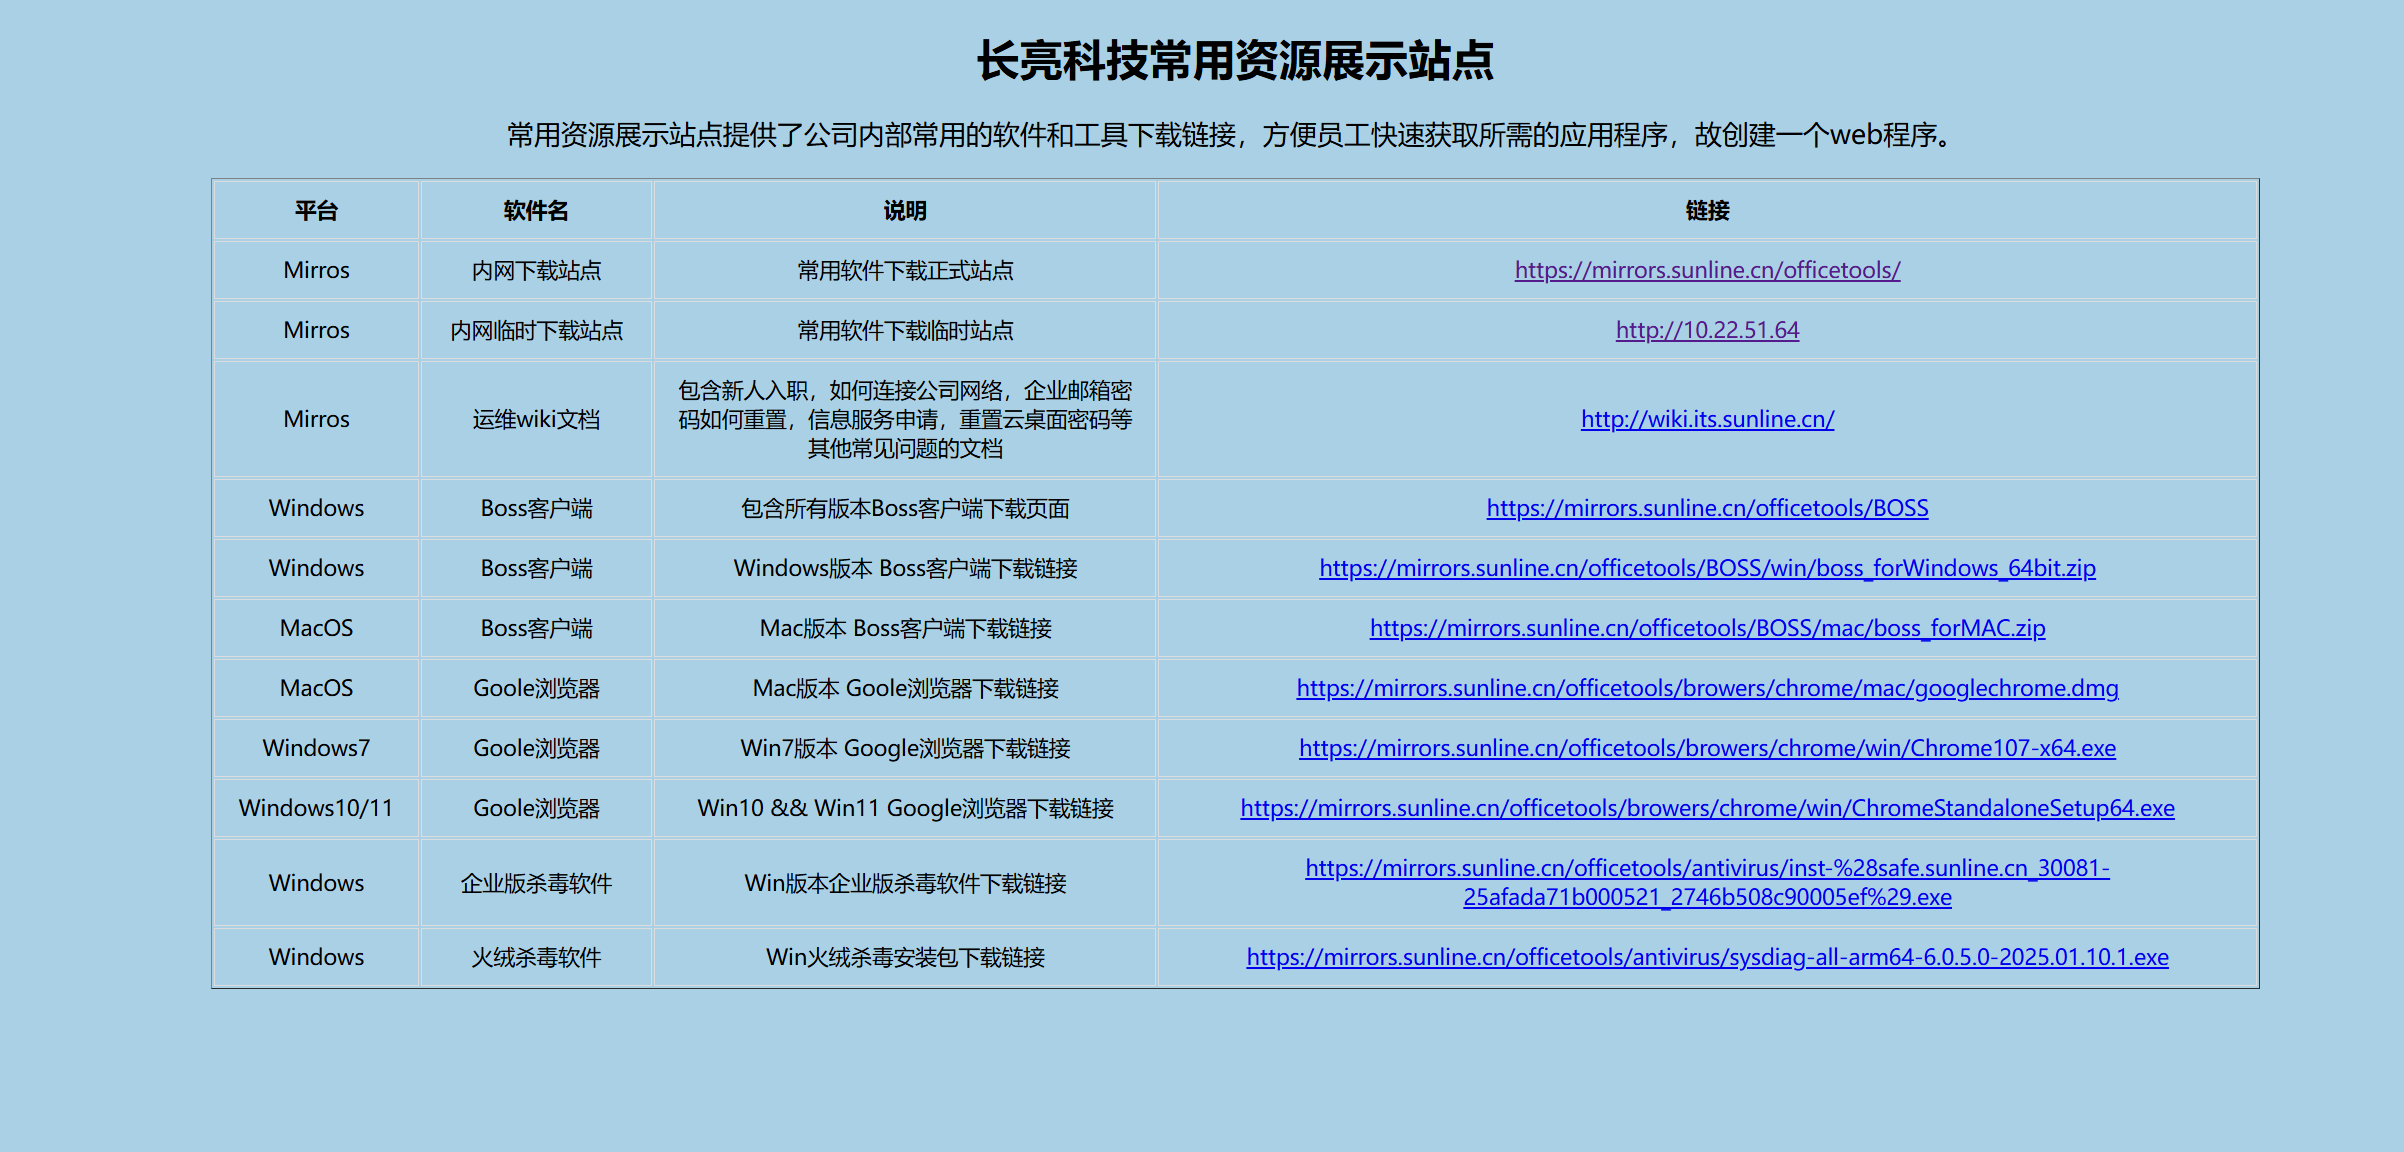 长亮科技常用资源展示站点
常用资源展示站点提供了公司内部常用的软件和工具下载链接，方便员工快速获取所需的应用程序，故创建一个web程序。
平台 软件名 说明 链接
Mirros 内网下载站点 常用软件下载正式站点 https://mirrors.sunline.cn/officetools/
Mirros 内网临时下载站点 常用软件下载临时站点 http://10.22.51.64
Mirros 运维wiki文档 包含新人入职，如何连接公司网络，企业邮箱密
码如何重置，信息服务申请，重置云桌面密码等
其他常见问题的文档 http://wiki.its.sunline.cn/
Windows Boss客户端 包含所有版本Boss客户端下载页面 https://mirrors.sunline.cn/officetools/BOSS
Windows Boss客户端 Windows版本 Boss客户端下载链接 https://mirrors.sunline.cn/officetools/BOSS/win/boss_forWindows_64bit.zip
MacOS Boss客户端 Mac版本 Boss客户端下载链接 https://mirrors.sunline.cn/officetools/BOSS/mac/boss_forMAC.zip
MacOS Goole浏览器 Mac版本 Goole浏览器下载链接 https://mirrors.sunline.cn/officetools/browers/chrome/mac/googlechrome.dmg
Windows7 Goole浏览器 Win7版本 Google浏览器下载链接 https://mirrors.sunline.cn/officetools/browers/chrome/win/Chrome107-x64.exe
Windows10/11 Goole浏览器 Win10 && Win11 Google浏览器下载链接 https://mirrors.sunline.cn/officetools/browers/chrome/win/ChromeStandaloneSetup64.exe
Windows 企业版杀毒软件 Win版本企业版杀毒软件下载链接 https://mirrors.sunline.cn/officetools/antivirus/inst-%28safe.sunline.cn_30081-
25afada71b000521_2746b508c90005ef%29.exe
Windows 火绒杀毒软件 Win火绒杀毒安装包下载链接 https://mirrors.sunline.cn/officetools/antivirus/sysdiag-all-arm64-6.0.5.0-2025.01.10.1.exe